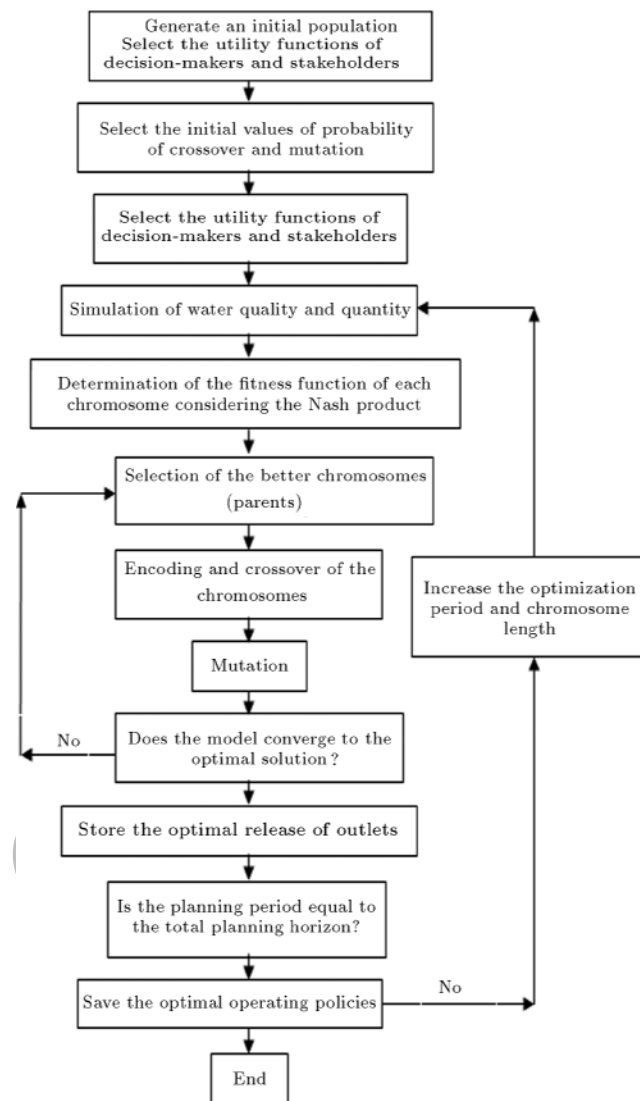 Generate an initial population
Select the utility functions of
decision-makers and stakeholders
Select the initial values of probability
of crossover and mutation
Select the utility functions of
decision-makers and stakeholders
Simulation of water quality and quantity
Determination of the fitness function of each
chromosome considering the Nash product
Selection of the better chromosomes
(parents)
Encoding and crossover of the
chromosomes
Increase the optimization
period and chromosome
length
Mutation
No
Does the model converge to the
optimal solution?
Store the optimal release of outlets
Is the planning period equal to
the total planning horizon?
Save the optimal operating policies
No
End